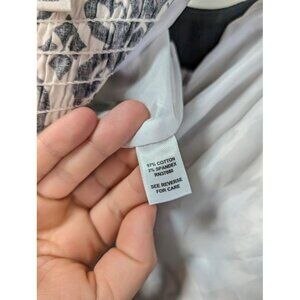 97% COTTON
3% SPANDEX
SEE REVERSE
FOR CARE